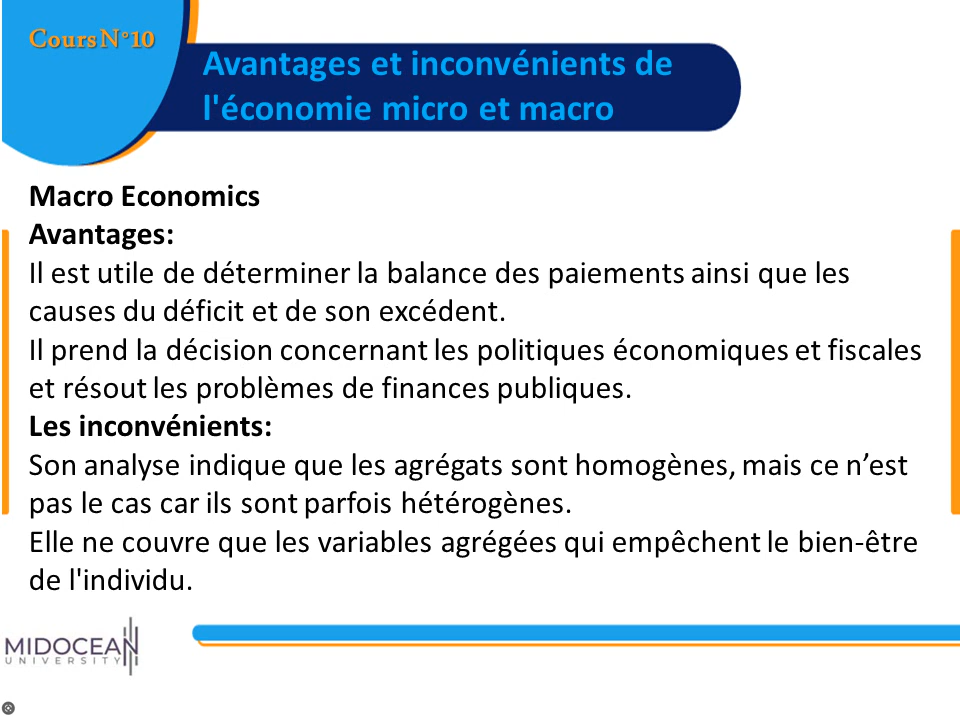 Cours N°10
Avantages et inconvénients de
l'économie micro et macro
Macro Economics
Avantages:
Il est utile de déterminer la balance des paiements ainsi que les
causes du déficit et de son excédent.
Il prend la décision concernant les politiques économiques et fiscales
et résout les problèmes de finances publiques.
Les inconvénients:
Son analyse indique que les agrégats sont homogènes, mais ce n’est
pas le cas car ils sont parfois hétérogènes.
Elle ne couvre que les variables agrégées qui empêchent le bien-être
de l'individu.
MIDOCEAN
UNIVERSITY